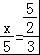 x/5 = (5/2)/3